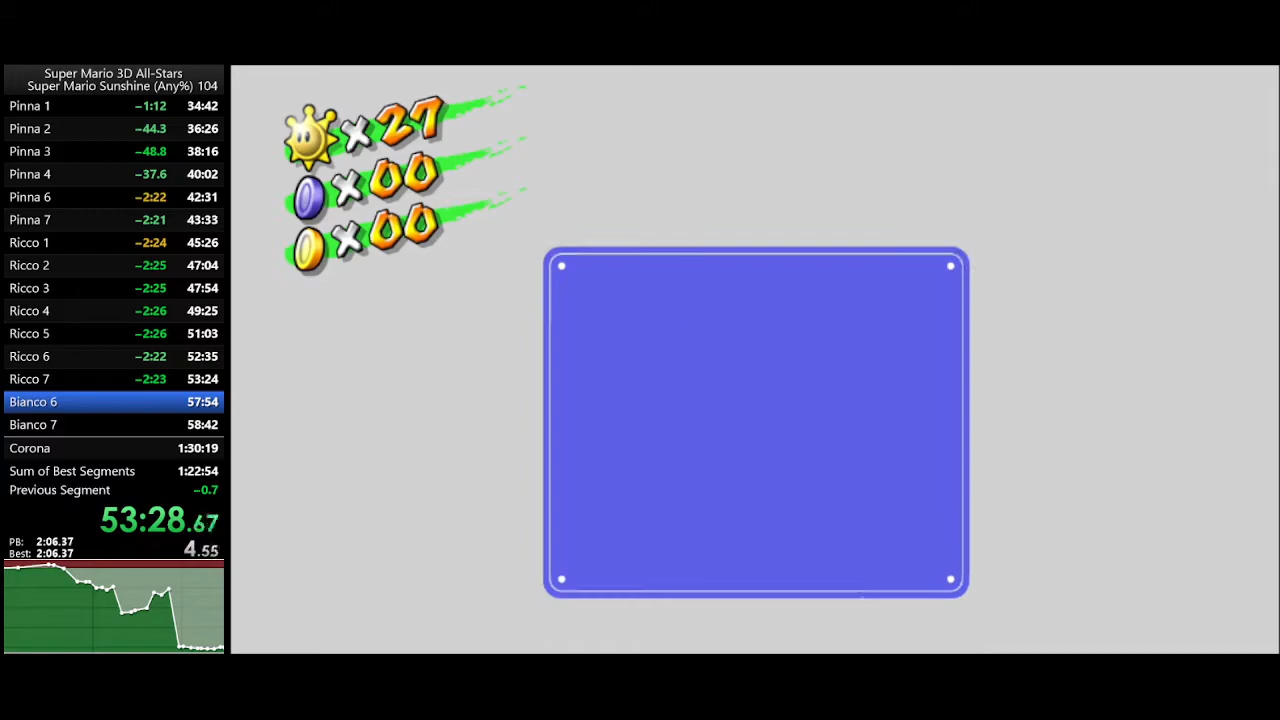 Super Mario 3D All-Stars
Super Mario Sunshine (Any%) 104
Pinna 1 −1:12 34:42
Pinna 2 −44.3 36:26
Pinna 3 −48.8 38:16
Pinna 4 −37.6 40:02
Pinna 6 −2:22 42:31
Pinna 7 −2:21 43:33
Ricco 1 −2:24 45:26
Ricco 2 −2:25 47:04
Ricco 3 −2:25 47:54
Ricco 4 −2:26 49:25
Ricco 5 −2:26 51:03
Ricco 6 −2:22 52:35
Ricco 7 −2:23 53:24
Bianco 6 57:54
Bianco 7 58:42
Corona 1:30:19
Sum of Best Segments 1:22:54
Previous Segment −0.7
53:28.67
PB: 2:06.37
Best: 2:06.37
4.55
×27
×00
×00